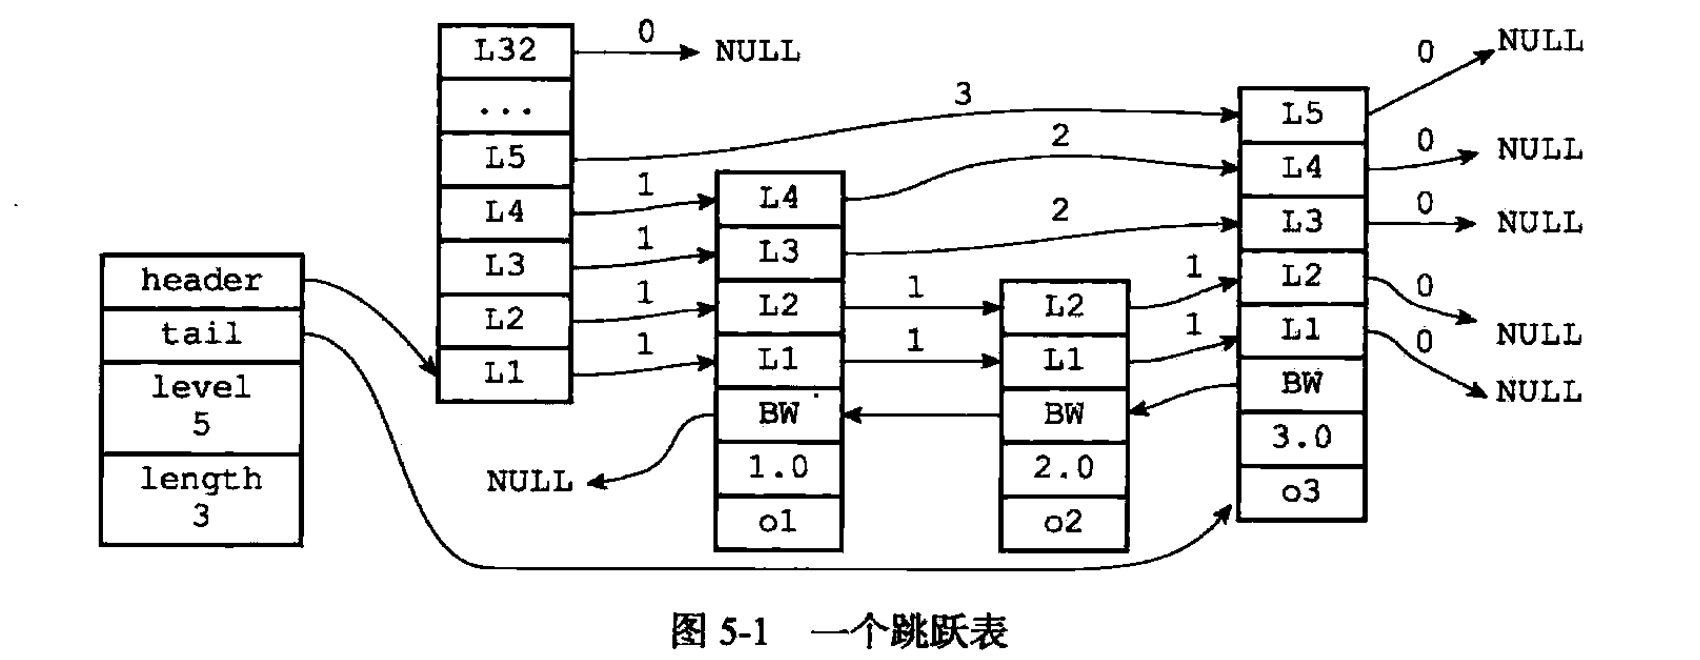 header
tail
level
5
length
3
L32
...
L5
L4
L3
L2
L1
0
NULL
3
1
1
1
1
L4
L3
L2
L1
BW
1.0
o1
NULL
2
2
1
1
L2
L1
BW
2.0
o2
1
1
L5
L4
L3
L2
L1
BW
3.0
o3
0
NULL
0
NULL
0
NULL
0
NULL
0
NULL
图 5-1 一个跳跃表